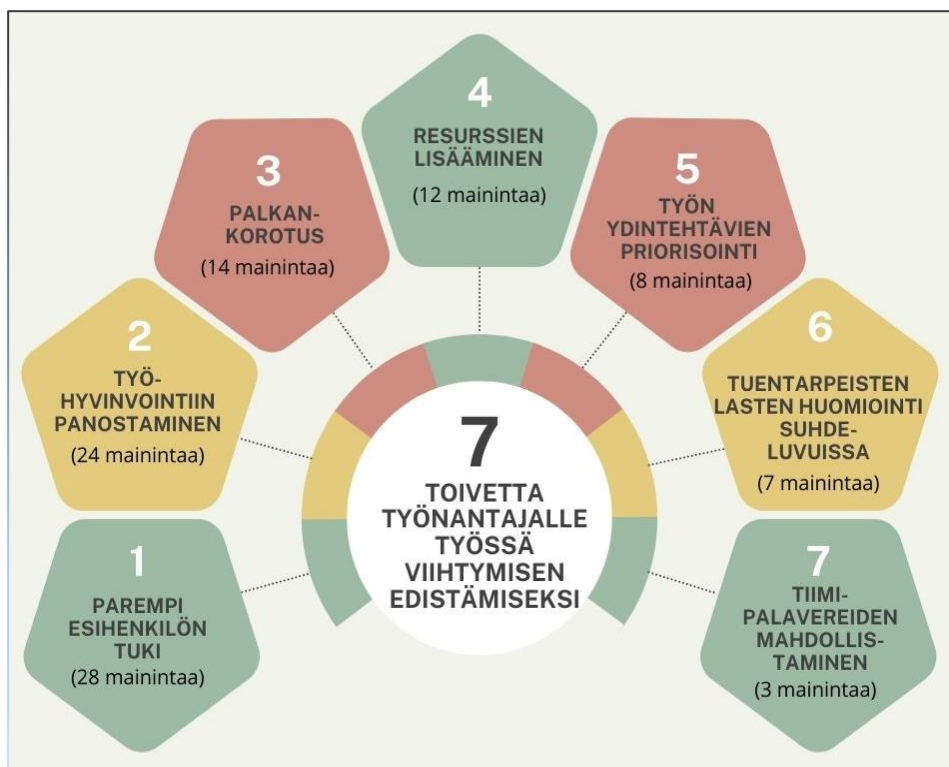 7
TOIVETTA
TYÖNANTAJALLE
TYÖSSÄ
VIIHTYMISEN
EDISTÄMISEKSI
1
PAREMPI
ESIHENKILÖN
TUKI
(28 mainintaa)
2
TYÖ-
HYVINVOINTIIN
PANOSTAMINEN
(24 mainintaa)
3
PALKAN-
KOROTUS
(14 mainintaa)
4
RESURSSIEN
LISÄÄMINEN
(12 mainintaa)
5
TYÖN
YDINTEHTÄVIEN
PRIORISOINTI
(8 mainintaa)
6
TUENTARPEISTEN
LASTEN HUOMIOINTI
SUHDE-
LUVUISSA
(7 mainintaa)
7
TIIMI-
PALAVEREIDEN
MAHDOLLIS-
TAMINEN
(3 mainintaa)